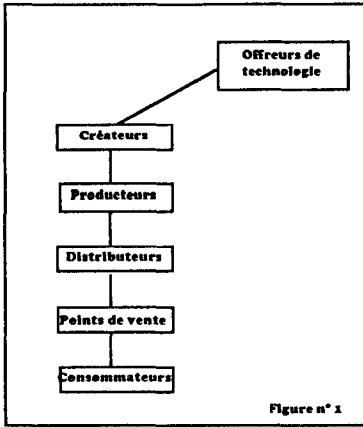 Offreurs de
technologie
Créateurs
Producteurs
Distributeurs
Points de vente
Consommateurs
Figure n° 1